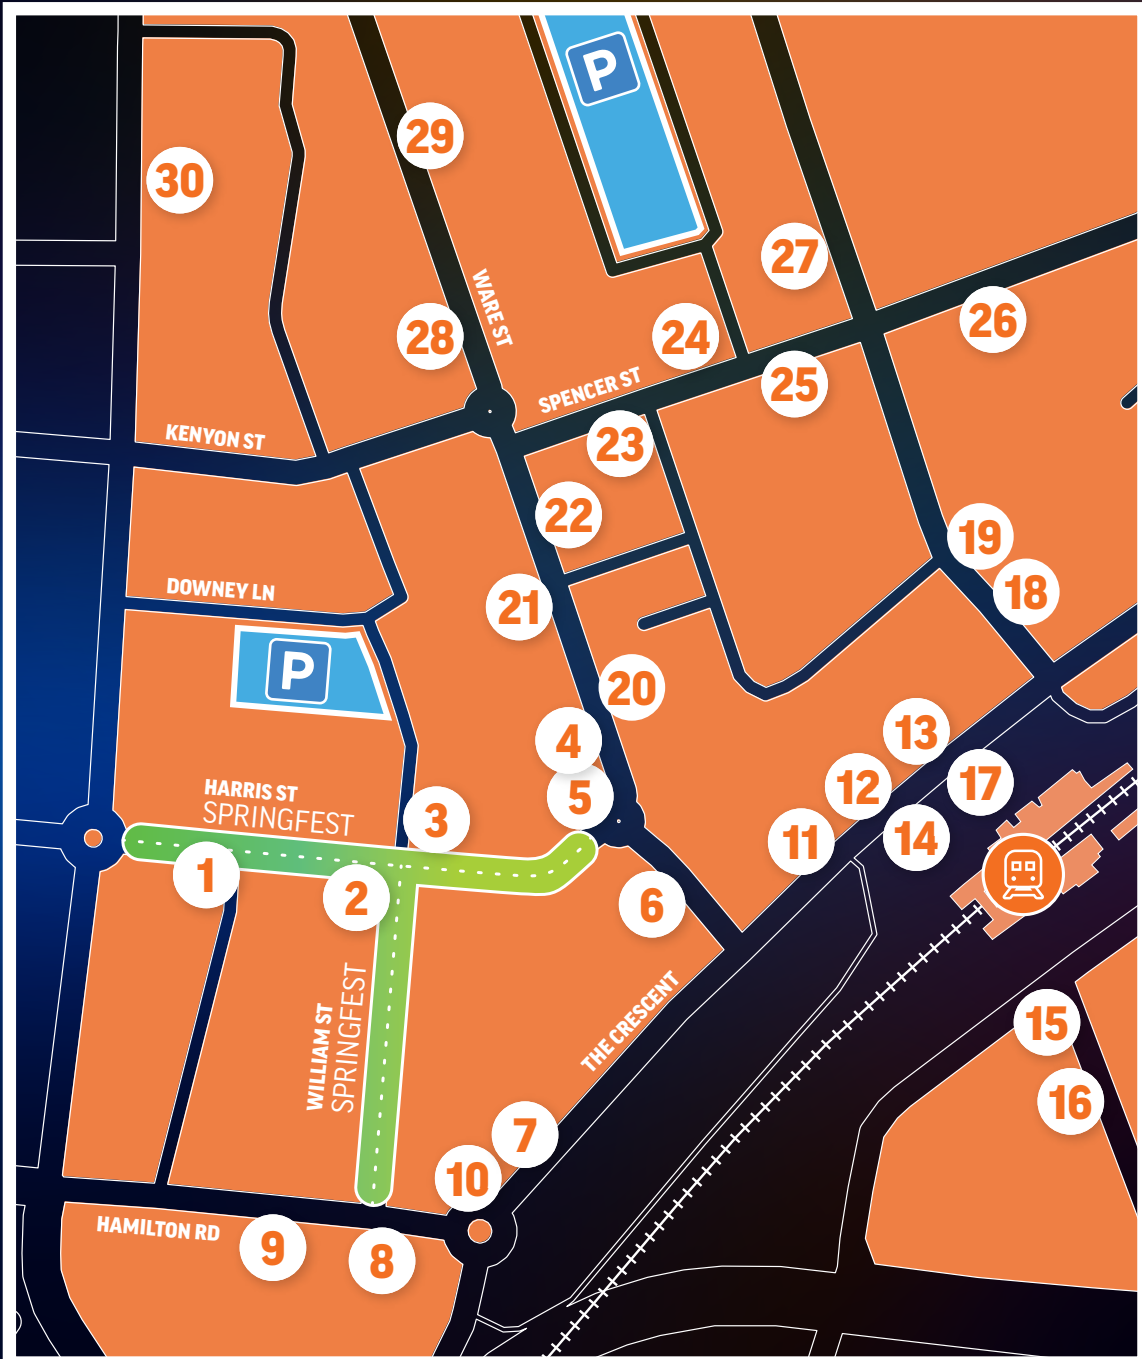 P
29
30
27
WARE ST
26
28
24
SPENCER ST
25
KENYON ST
23
22
19
DOWNEY LN
18
21
P
20
13
4
17
HARRIS ST
SPRINGFEST
12
5
3
14
11
1
2
6
WILLIAM ST
SPRINGFEST
THE CRESCENT
15
16
7
10
HAMILTON RD
9
8